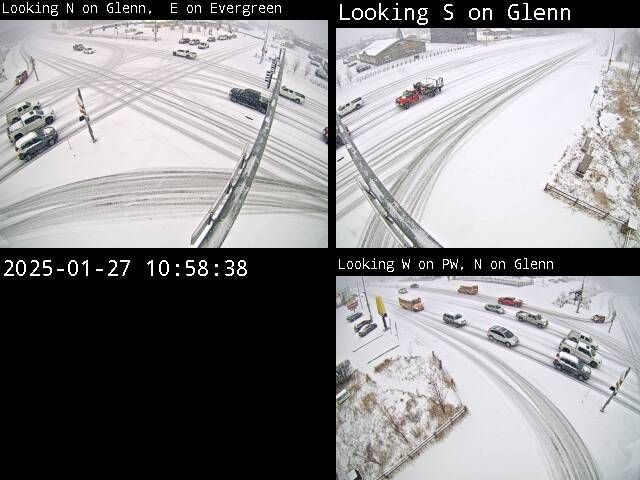 Looking N on Glenn,  E on Evergreen
Looking S on Glenn
2025-01-27 10:58:38
Looking W on PW, N on Glenn